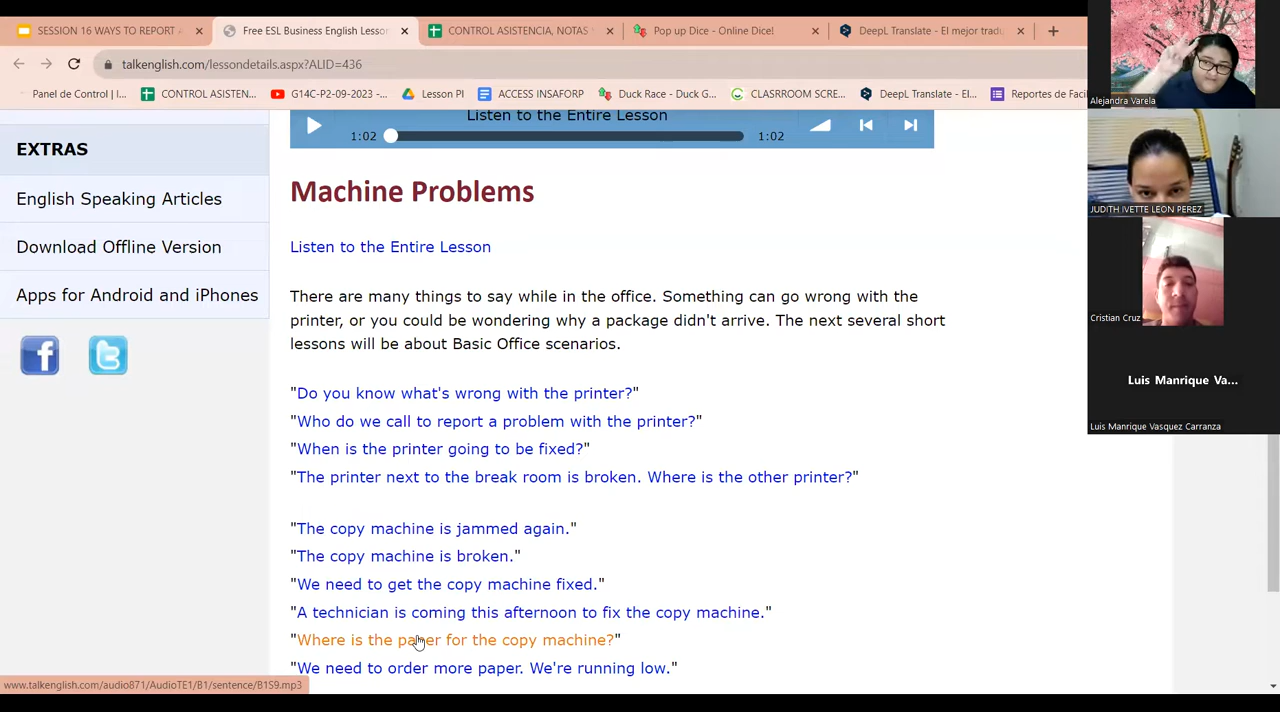 SESSION 16 WAYS TO REPORT
Free ESL Business English Lesso
CONTROL ASISTENCIA, NOTAS
Pop up Dice - Online Dice!
DeepL Translate - El mejor tradu
talkenglish.com/lessondetails.aspx?ALID=436
Panel de Control | I...
CONTROL ASISTEN...
G14C-P2-09-2023 -...
Lesson PI
ACCESS INSAFORP
Duck Race - Duck G...
CLASRROOM SCRE...
DeepL Translate - El...
Reportes de Facil
Alejandra Varela
Listen to the Entire Lesson
1:02
1:02
EXTRAS
English Speaking Articles
Download Offline Version
Apps for Android and iPhones
Machine Problems
Listen to the Entire Lesson
There are many things to say while in the office. Something can go wrong with the
printer, or you could be wondering why a package didn't arrive. The next several short
lessons will be about Basic Office scenarios.
"Do you know what's wrong with the printer?"
"Who do we call to report a problem with the printer?"
"When is the printer going to be fixed?"
"The printer next to the break room is broken. Where is the other printer?"
"The copy machine is jammed again."
"The copy machine is broken."
"We need to get the copy machine fixed."
"A technician is coming this afternoon to fix the copy machine."
"Where is the paper for the copy machine?"
"We need to order more paper. We're running low."
www.talkenglish.com/audio871/AudioTE1/B1/sentence/B1S9.mp3
JUDITH IVETTE LEON PEREZ
Cristian Cruz
Luis Manrique Va...
Luis Manrique Vasquez Carranza